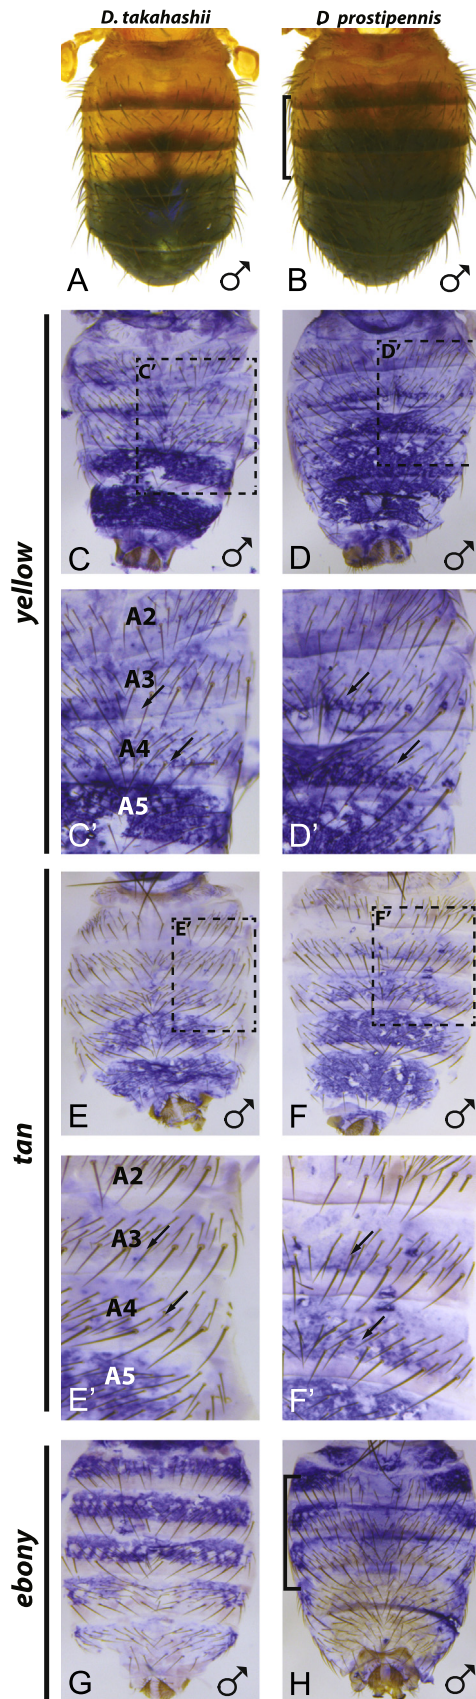 D. takahashii
D prostipennis
A ♂
B ♂
yellow
C'
C ♂
D'
D ♂
A2
A3
A4
A5
C'
D'
tan
E'
E ♂
F'
F ♂
A2
A3
A4
A5
E'
F'
ebony
G ♂
H ♂